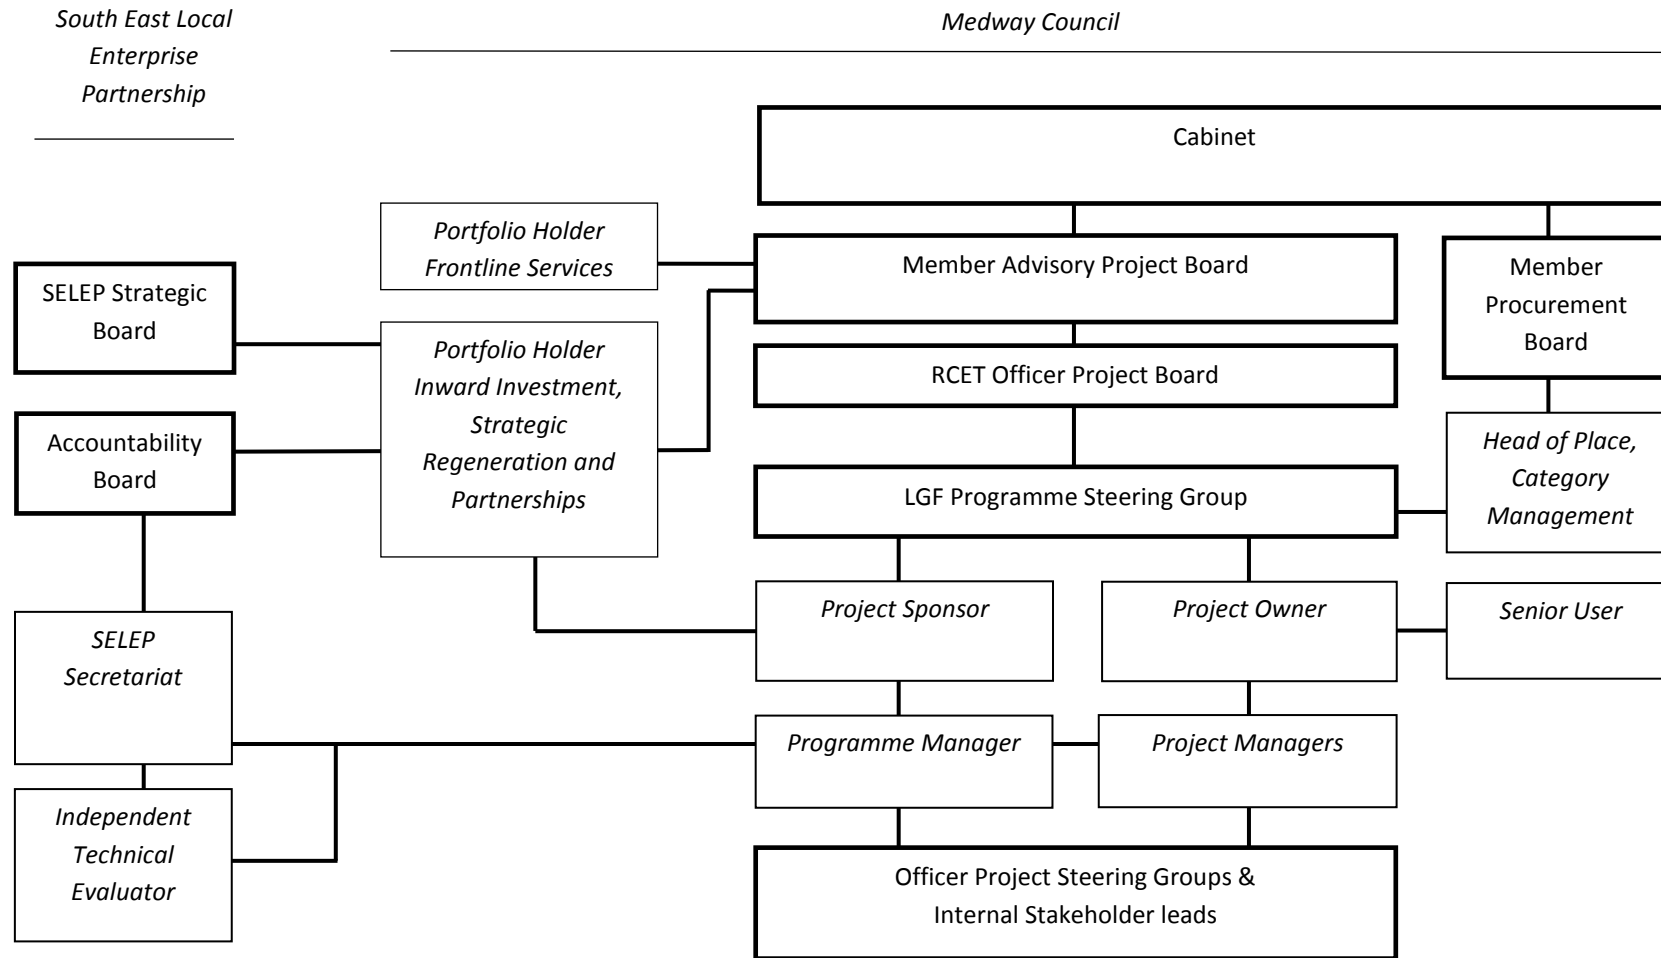 South East Local
Enterprise
Partnership
Medway Council
Cabinet
Portfolio Holder
Frontline Services
Member Advisory Project Board
Member
Procurement
Board
SELEP Strategic
Board
Portfolio Holder
Inward Investment,
Strategic
Regeneration and
Partnerships
RCET Officer Project Board
Accountability
Board
Head of Place,
Category
Management
LGF Programme Steering Group
SELEP
Secretariat
Project Sponsor
Project Owner
Senior User
Programme Manager
Project Managers
Independent
Technical
Evaluator
Officer Project Steering Groups &
Internal Stakeholder leads